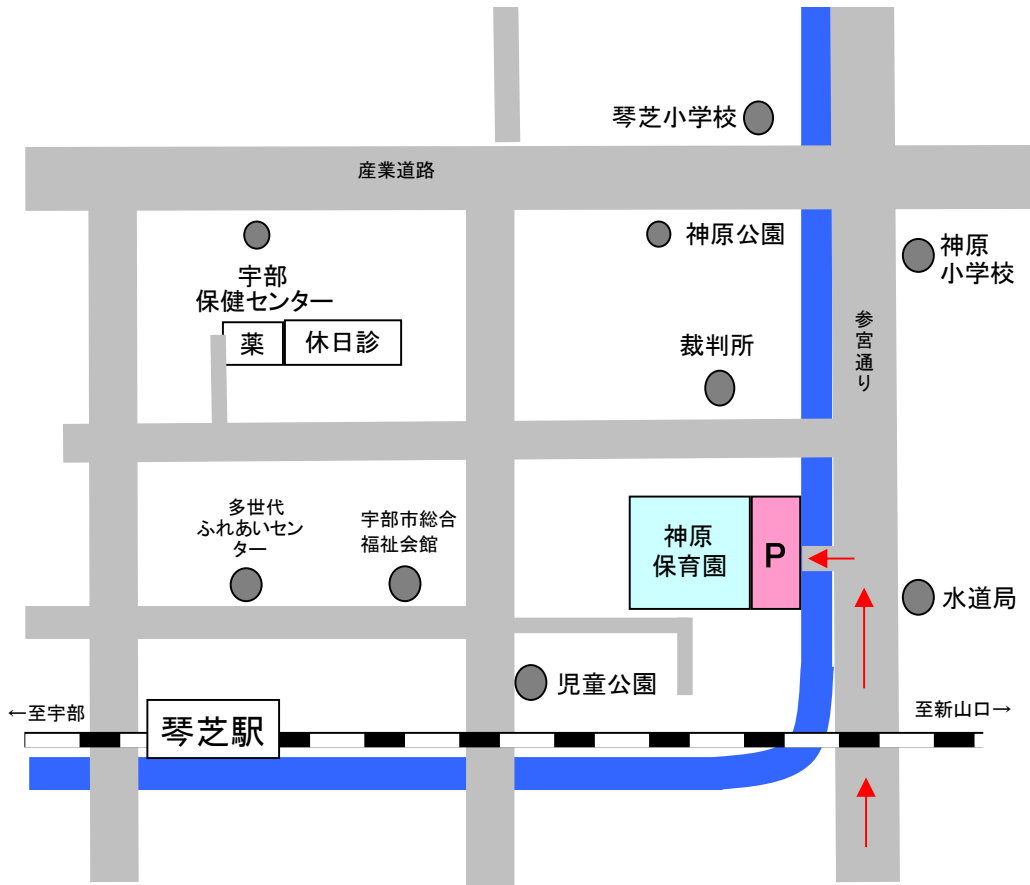 琴芝小学校
産業道路
神原公園
神原
小学校
宇部
保健センター
薬
休日診
裁判所
参宮通り
多世代
ふれあいセン
ター
宇部市総合
福祉会館
神原
保育園
P
水道局
児童公園
←至宇部
琴芝駅
至新山口→